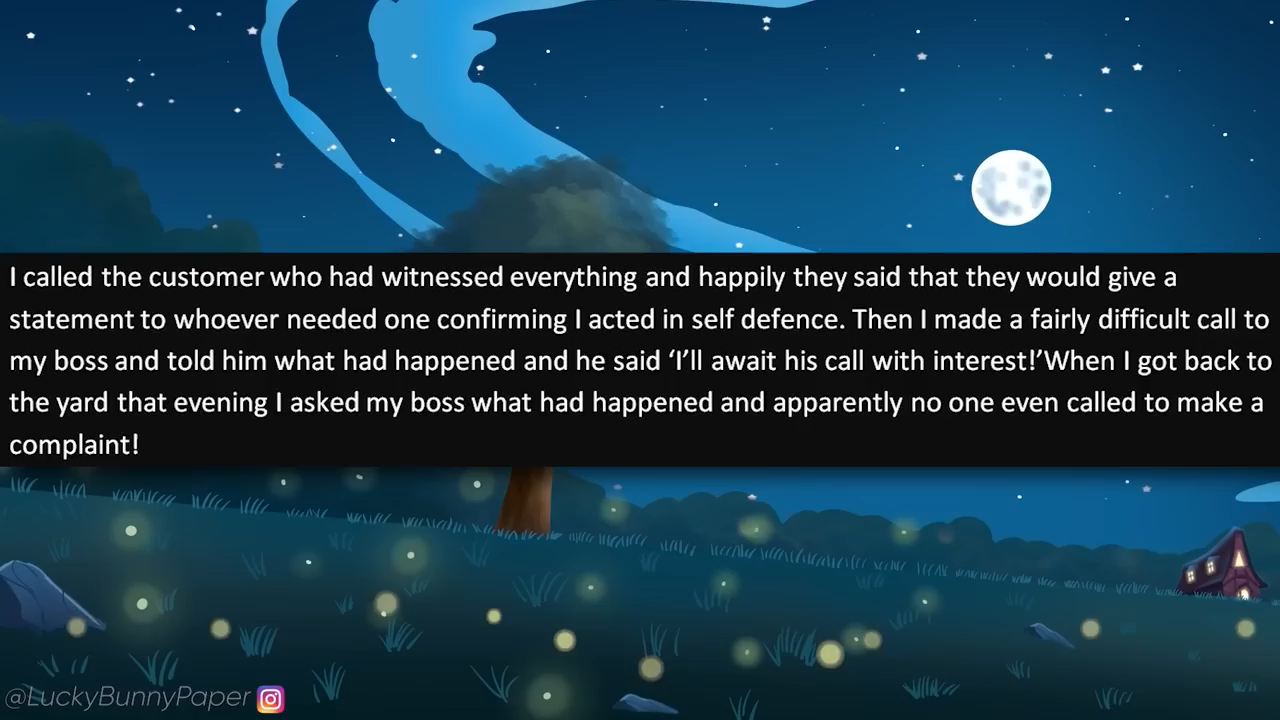 I called the customer who had witnessed everything and happily they said that they would give a
statement to whoever needed one confirming I acted in self defence. Then I made a fairly difficult call to
my boss and told him what had happened and he said ‘I’ll await his call with interest!’When I got back to
the yard that evening I asked my boss what had happened and apparently no one even called to make a
complaint!
@LuckyBunnyPaper